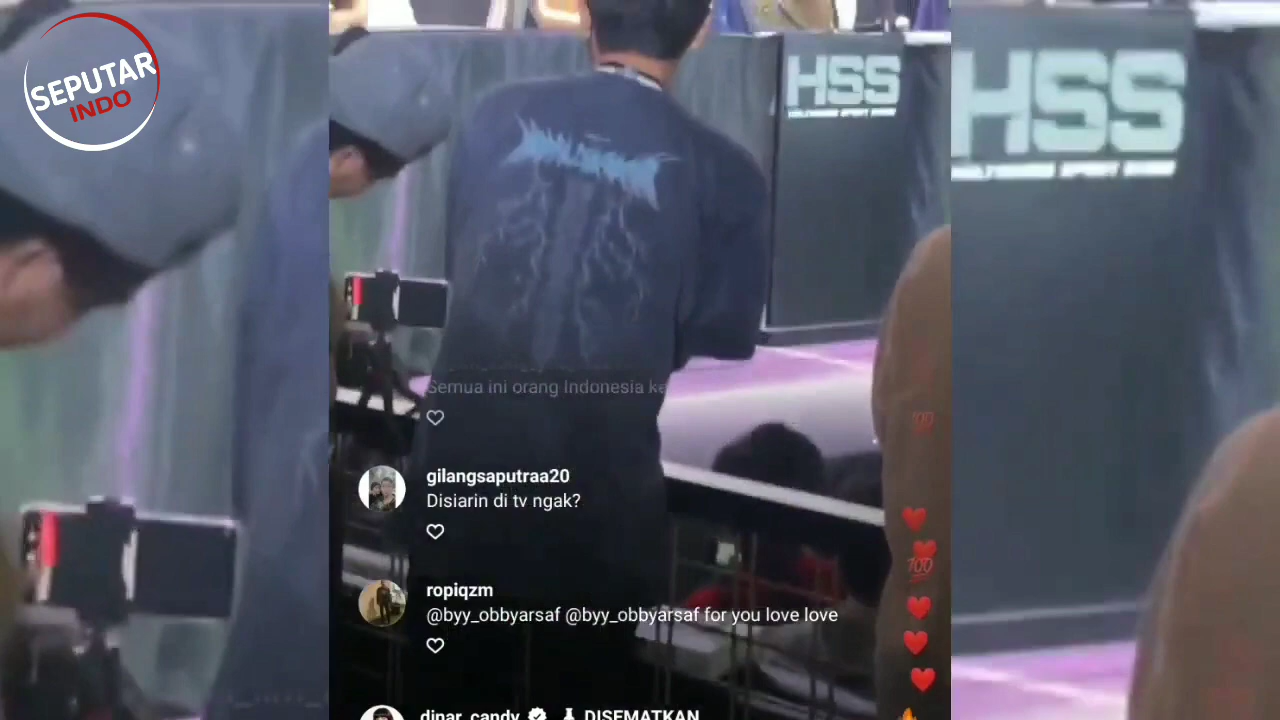 SEPUTAR
INDO
HSS
HSS
Semua ini orang Indonesia ke
gilangsaputraa20
Disiarin di tv ngak?
ropiqzm
@byy_obbyarsaf @byy_obbyarsaf for you love love
dinar_candy DISEMATKAN